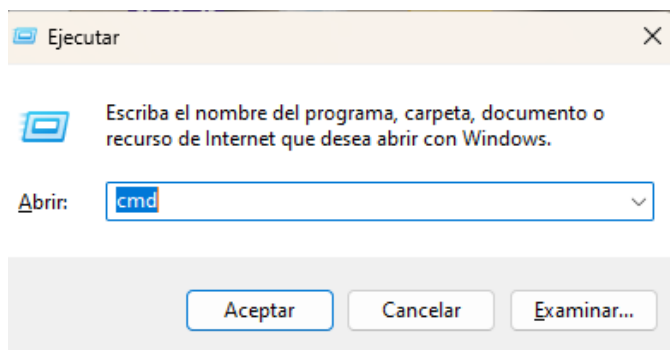 Ejecutar
Escriba el nombre del programa, carpeta, documento o
recurso de Internet que desea abrir con Windows.
Abrir: cmd
Aceptar Cancelar Examinar...